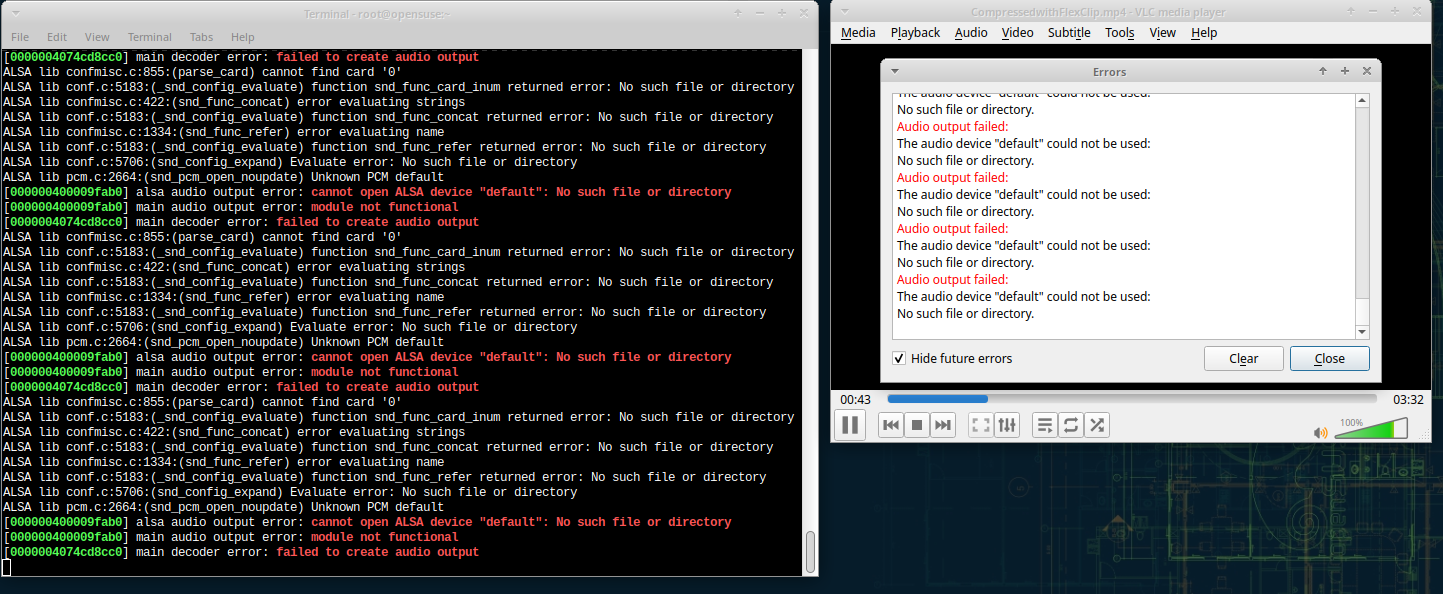 Terminal - root@opensuse:~
File Edit View Terminal Tabs Help
[0000004074cd8cc0] main decoder error: failed to create audio output
ALSA lib confmisc.c:855:(parse_card) cannot find card '0'
ALSA lib conf.c:5183:(_snd_config_evaluate) function snd_func_card_inum returned error: No such file or directory
ALSA lib confmisc.c:422:(snd_func_concat) error evaluating strings
ALSA lib conf.c:5183:(_snd_config_evaluate) function snd_func_concat returned error: No such file or directory
ALSA lib confmisc.c:1334:(snd_func_refer) error evaluating name
ALSA lib conf.c:5183:(_snd_config_evaluate) function snd_func_refer returned error: No such file or directory
ALSA lib conf.c:5706:(snd_config_expand) Evaluate error: No such file or directory
ALSA lib pcm.c:2664:(snd_pcm_open_noupdate) Unknown PCM default
[000000400009fab0] alsa audio output error: cannot open ALSA device "default": No such file or directory
[000000400009fab0] main audio output error: module not functional
[0000004074cd8cc0] main decoder error: failed to create audio output
ALSA lib confmisc.c:855:(parse_card) cannot find card '0'
ALSA lib conf.c:5183:(_snd_config_evaluate) function snd_func_card_inum returned error: No such file or directory
ALSA lib confmisc.c:422:(snd_func_concat) error evaluating strings
ALSA lib conf.c:5183:(_snd_config_evaluate) function snd_func_concat returned error: No such file or directory
ALSA lib confmisc.c:1334:(snd_func_refer) error evaluating name
ALSA lib conf.c:5183:(_snd_config_evaluate) function snd_func_refer returned error: No such file or directory
ALSA lib conf.c:5706:(snd_config_expand) Evaluate error: No such file or directory
ALSA lib pcm.c:2664:(snd_pcm_open_noupdate) Unknown PCM default
[000000400009fab0] alsa audio output error: cannot open ALSA device "default": No such file or directory
[000000400009fab0] main audio output error: module not functional
[0000004074cd8cc0] main decoder error: failed to create audio output
ALSA lib confmisc.c:855:(parse_card) cannot find card '0'
ALSA lib conf.c:5183:(_snd_config_evaluate) function snd_func_card_inum returned error: No such file or directory
ALSA lib confmisc.c:422:(snd_func_concat) error evaluating strings
ALSA lib conf.c:5183:(_snd_config_evaluate) function snd_func_concat returned error: No such file or directory
ALSA lib confmisc.c:1334:(snd_func_refer) error evaluating name
ALSA lib conf.c:5183:(_snd_config_evaluate) function snd_func_refer returned error: No such file or directory
ALSA lib conf.c:5706:(snd_config_expand) Evaluate error: No such file or directory
ALSA lib pcm.c:2664:(snd_pcm_open_noupdate) Unknown PCM default
[000000400009fab0] alsa audio output error: cannot open ALSA device "default": No such file or directory
[000000400009fab0] main audio output error: module not functional
[0000004074cd8cc0] main decoder error: failed to create audio output
CompressedwithFlexClip.mp4 - VLC media player
Media Playback Audio Video Subtitle Tools View Help
Errors
The audio device "default" could not be used:
No such file or directory.
Audio output failed:
The audio device "default" could not be used:
No such file or directory.
Audio output failed:
The audio device "default" could not be used:
No such file or directory.
Audio output failed:
The audio device "default" could not be used:
No such file or directory.
Audio output failed:
The audio device "default" could not be used:
No such file or directory.
Hide future errors
Clear
Close
00:43
03:32
100%